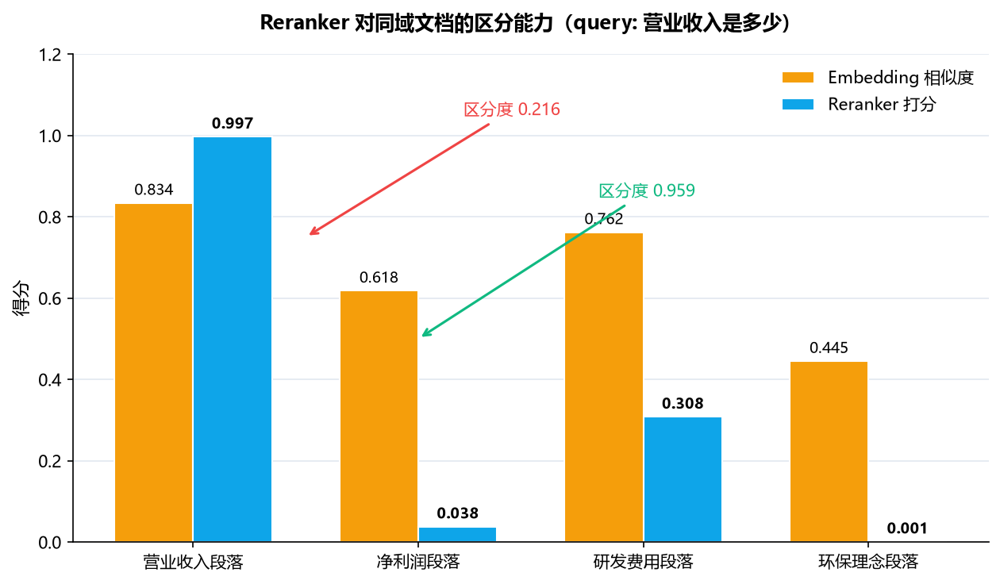 Reranker 对同域文档的区分能力（query: 营业收入是多少）
Embedding 相似度
Reranker 打分
区分度 0.216
区分度 0.959
得分
1.2
1.0
0.8
0.6
0.4
0.2
0.0
0.834
0.997
0.618
0.038
0.762
0.308
0.445
0.001
营业收入段落
净利润段落
研发费用段落
环保理念段落